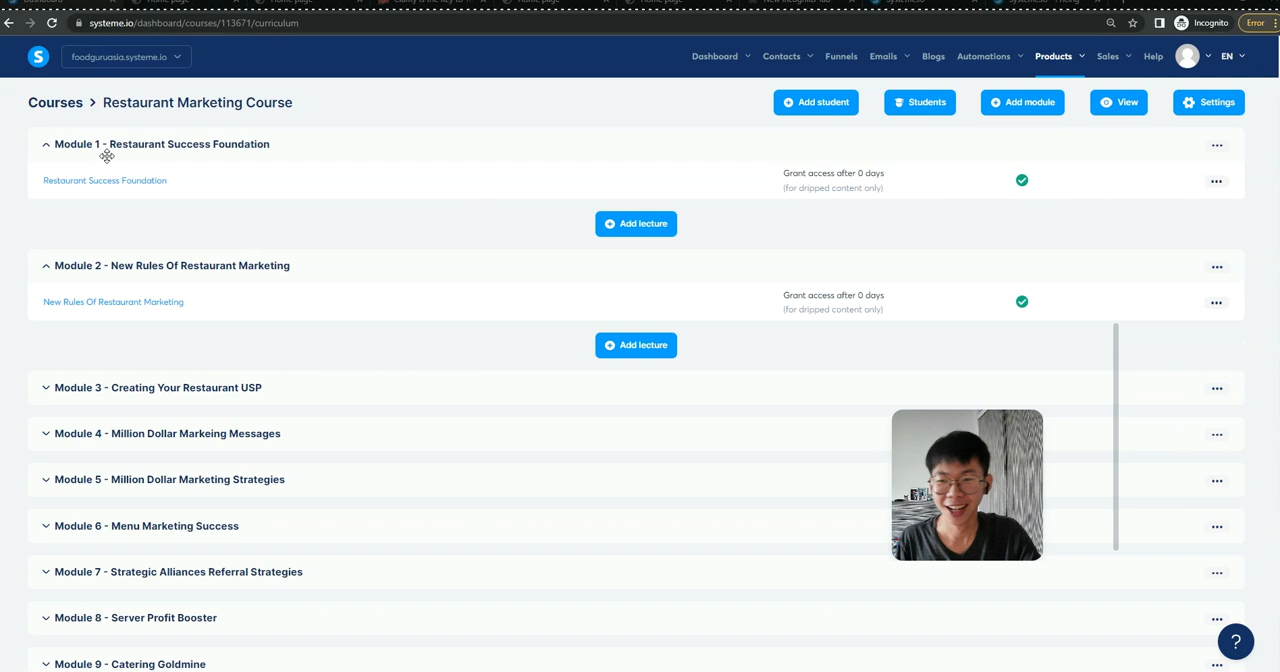 systeme.io/dashboard/courses/113671/curriculum
Incognito
Error
S
foodguruasia.systeme.io
Dashboard
Contacts
Funnels
Emails
Blogs
Automations
Products
Sales
Help
EN
Courses > Restaurant Marketing Course
Add student
Students
Add module
View
Settings
Module 1 - Restaurant Success Foundation
Restaurant Success Foundation
Grant access after 0 days
(for dripped content only)
Add lecture
Module 2 - New Rules Of Restaurant Marketing
New Rules Of Restaurant Marketing
Grant access after 0 days
(for dripped content only)
Add lecture
Module 3 - Creating Your Restaurant USP
Module 4 - Million Dollar Markeing Messages
Module 5 - Million Dollar Marketing Strategies
Module 6 - Menu Marketing Success
Module 7 - Strategic Alliances Referral Strategies
Module 8 - Server Profit Booster
Module 9 - Catering Goldmine
?